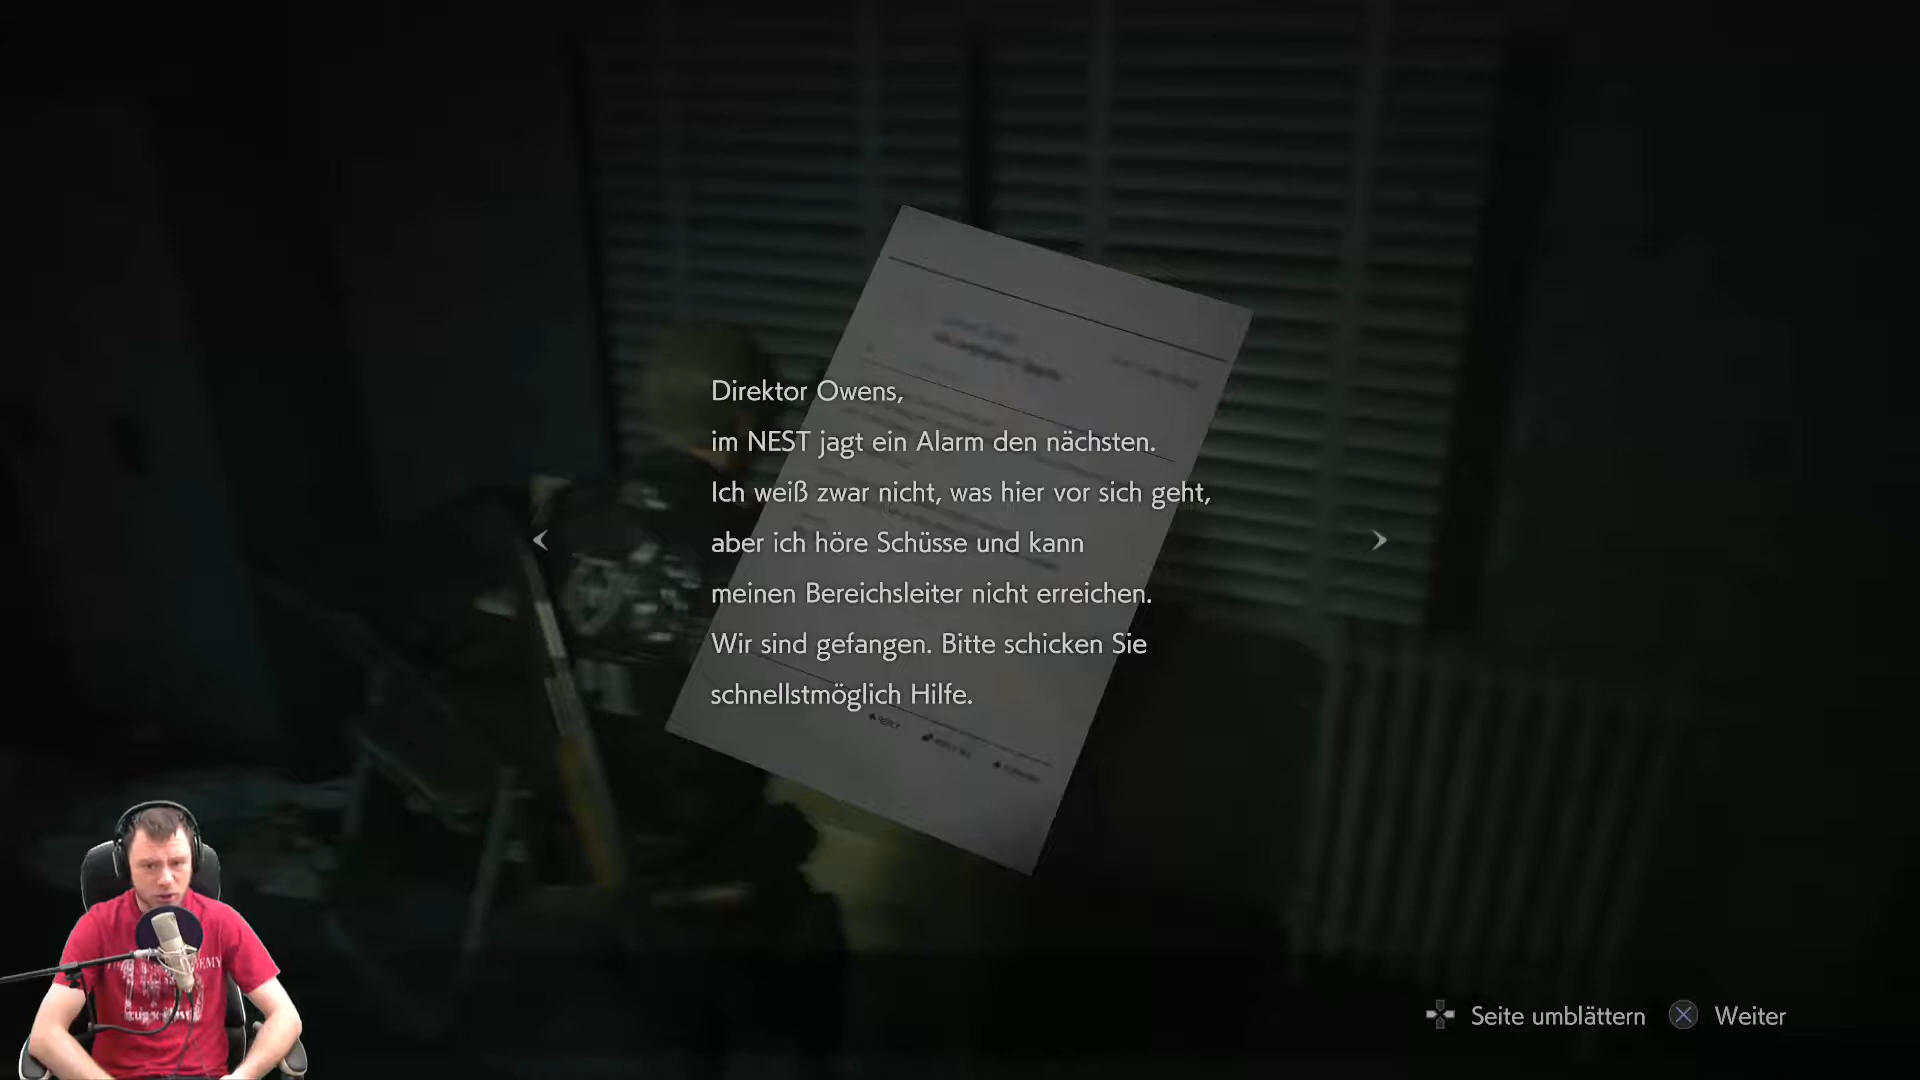 Direktor Owens,
im NEST jagt ein Alarm den nächsten.
Ich weiß zwar nicht, was hier vor sich geht,
aber ich höre Schüsse und kann
meinen Bereichsleiter nicht erreichen.
Wir sind gefangen. Bitte schicken Sie
schnellstmöglich Hilfe.
REPLY
Seite umblättern
Weiter